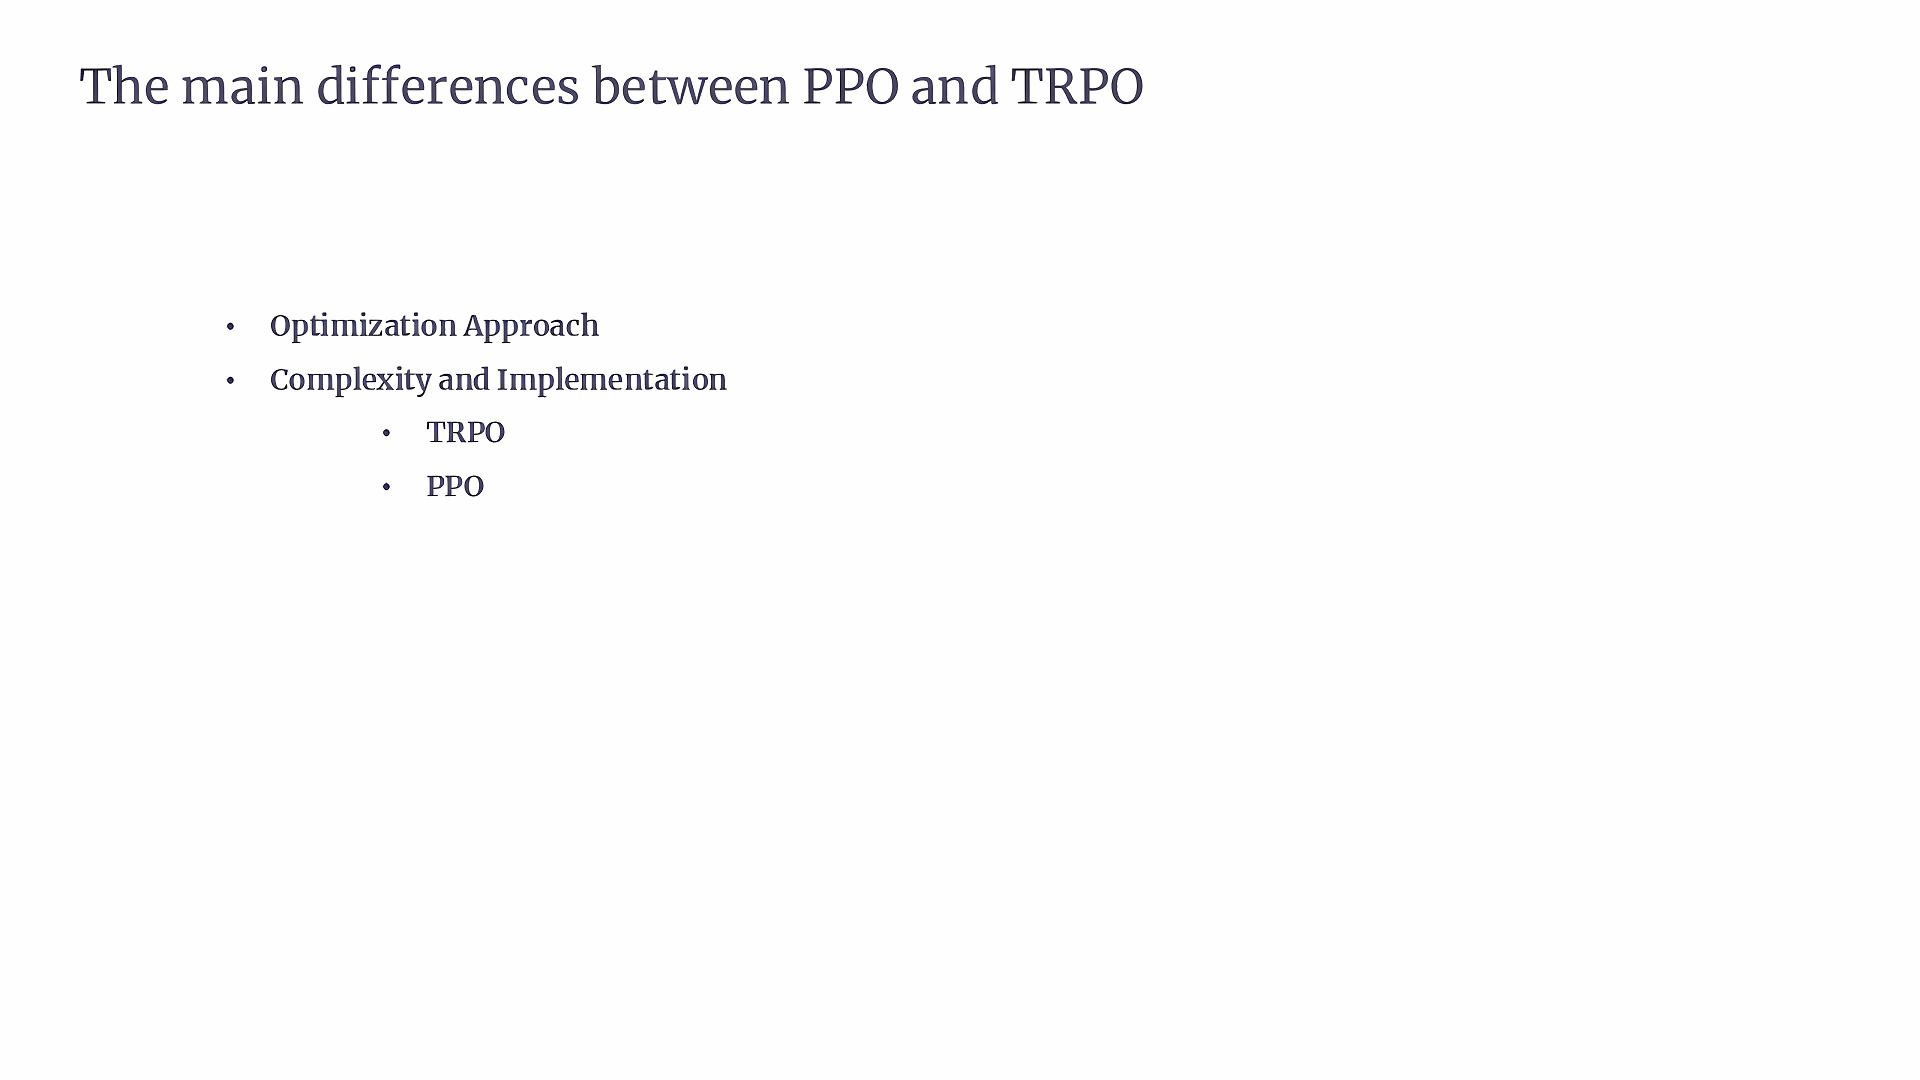 The main differences between PPO and TRPO
• Optimization Approach
• Complexity and Implementation
• TRPO
• PPO